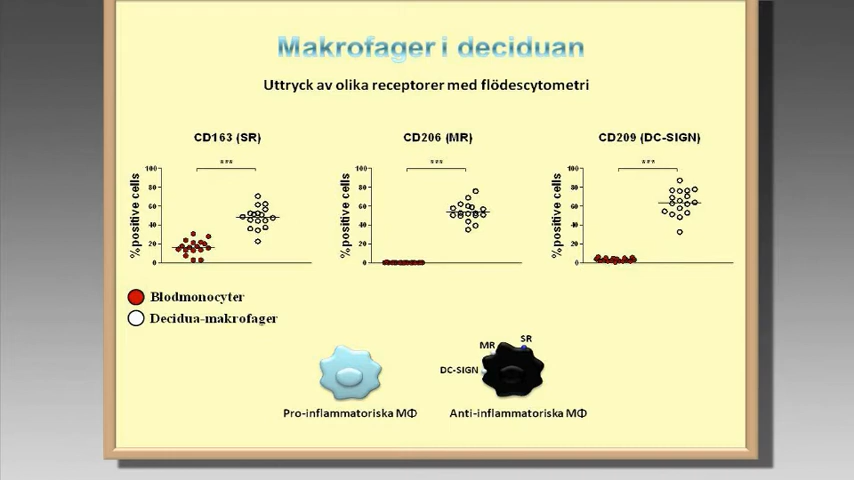 Makrofager i deciduan
Uttryck av olika receptorer med flödescytometri
CD163 (SR)
CD206 (MR)
CD209 (DC-SIGN)
***
***
***
%positive cells
100
80
60
40
20
0
%positive cells
100
80
60
40
20
0
%positive cells
100
80
60
40
20
0
Blodmonocyter
Decidua-makrofager
MR
SR
DC-SIGN
Pro-inflammatoriska MΦ
Anti-inflammatoriska MΦ